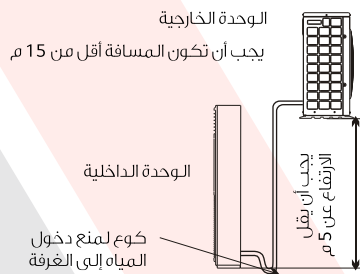 الوحدة الخارجية
يجب أن تكون المسافة أقل من 15 م
الوحدة الداخلية
يجب أن يقل
الارتفاع عن 5 م
كوع لمنع دخول
المياه إلى الغرفة